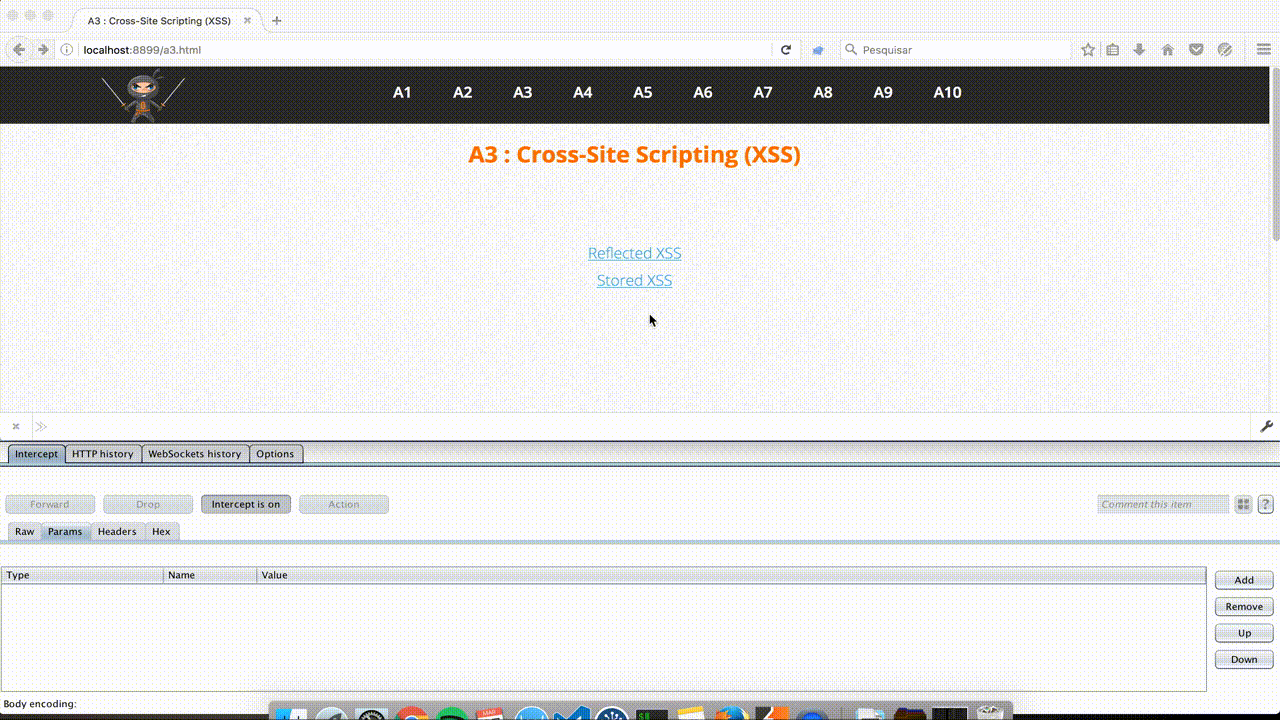 A3 : Cross-Site Scripting (XSS)
localhost:8899/a3.html
Pesquisar
A1 A2 A3 A4 A5 A6 A7 A8 A9 A10
A3 : Cross-Site Scripting (XSS)
Reflected XSS
Stored XSS
Intercept HTTP history WebSockets history Options
Forward Drop Intercept is on Action Comment this item ?
Raw Params Headers Hex
Type Name Value
Add
Remove
Up
Down
Body encoding:
MAR